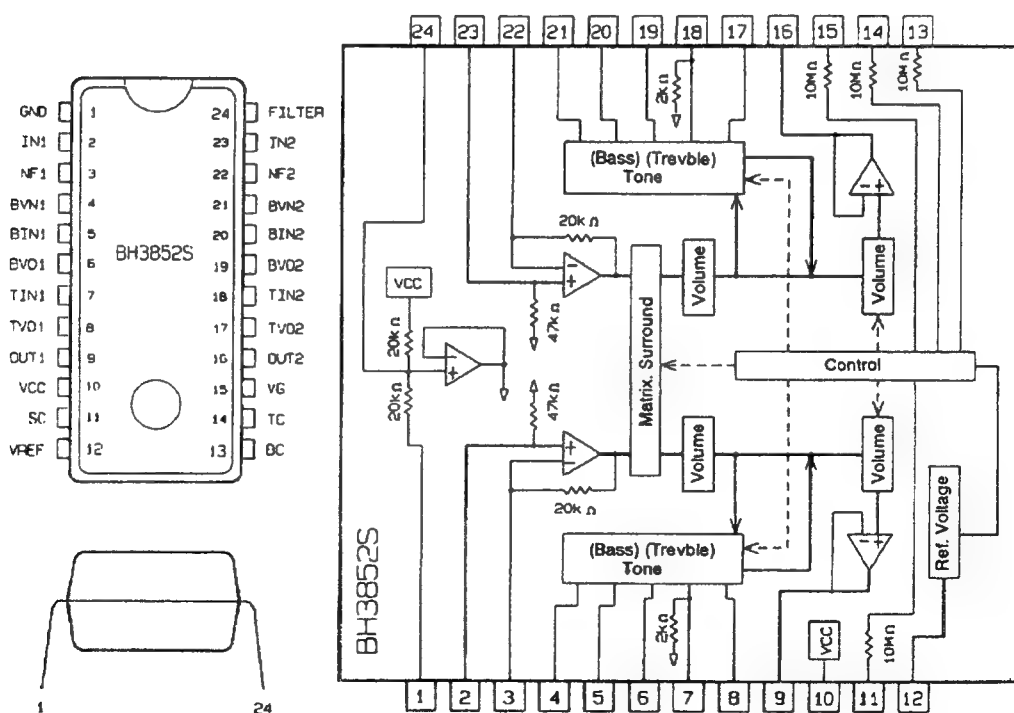 GND 1 24 FILTER
IN1 2 23 IN2
NF1 3 22 NF2
BVN1 4 21 BVN2
BIN1 5 20 BIN2
BVO1 6 19 BVO2
TIN1 7 18 TIN2
TVO1 8 17 TVO2
OUT1 9 16 OUT2
VCC 10 15 VG
SC 11 14 TC
VREF 12 13 BC
BH3852S
1 24
24 23 22 21 20 19 18 17 16 15 14 13
2kΩ
10MΩ
10MΩ
10MΩ
(Bass) (Trevble)
Tone
20kΩ
VCC
47kΩ
20kΩ
20kΩ
47kΩ
Matrix. Surround
Volume
Volume
Control
Volume
Volume
20kΩ
(Bass) (Trevble)
Tone
Ref. Voltage
2kΩ
VCC
10MΩ
BH3852S
1 2 3 4 5 6 7 8 9 10 11 12